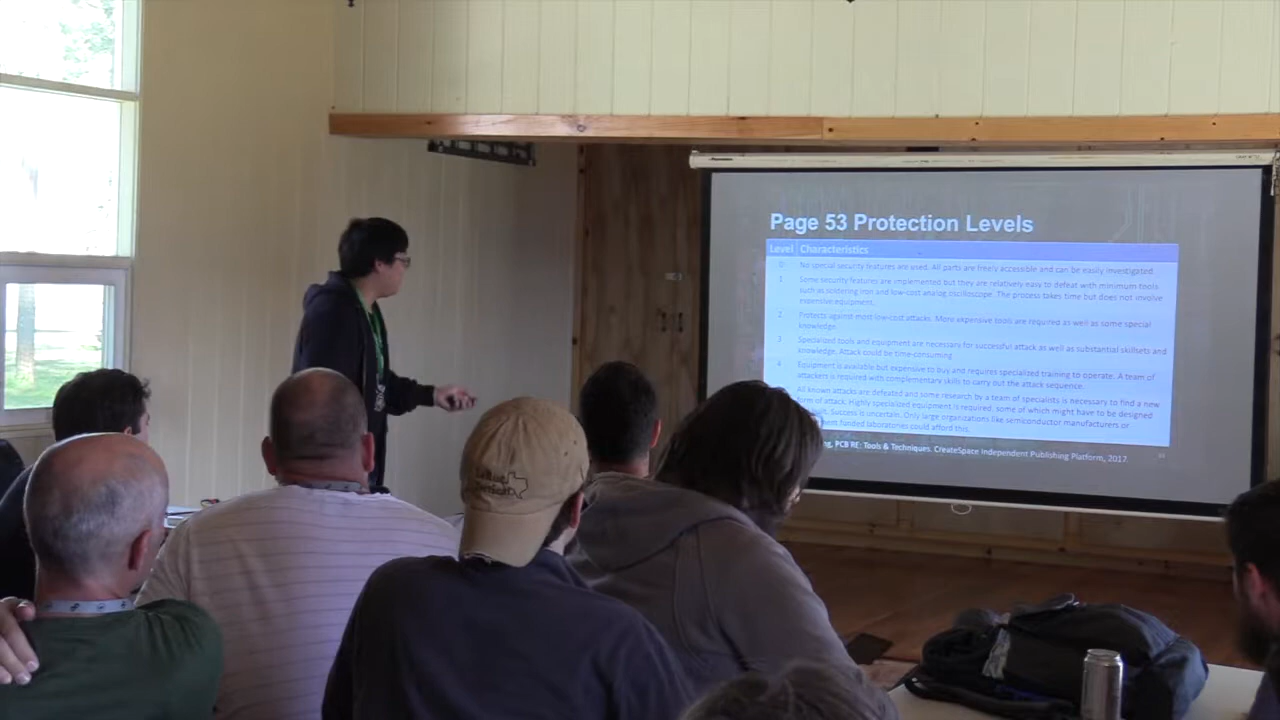 Page 53 Protection Levels
Level Characteristics
0 No special security features are used. All parts are freely accessible and can be easily investigated.
1 Some security features are implemented but they are relatively easy to defeat with minimum tools
such as soldering iron and low-cost analog oscilloscope. The process takes time but does not involve
expensive equipment.
2 Protects against most low-cost attacks. More expensive tools are required as well as some special
knowledge.
3 Specialized tools and equipment are necessary for successful attack as well as substantial skillsets and
knowledge. Attack could be time-consuming
4 Equipment is available but expensive to buy and requires specialized training to operate. A team of
attackers is required with complementary skills to carry out the attack sequence.
All known attacks are defeated and some research by a team of specialists is necessary to find a new
form of attack. Highly specialized equipment is required, some of which might have to be designed
Success is uncertain. Only large organizations like semiconductor manufacturers or
funded laboratories could afford this.
PCB RE: Tools & Techniques. CreateSpace Independent Publishing Platform, 2017.